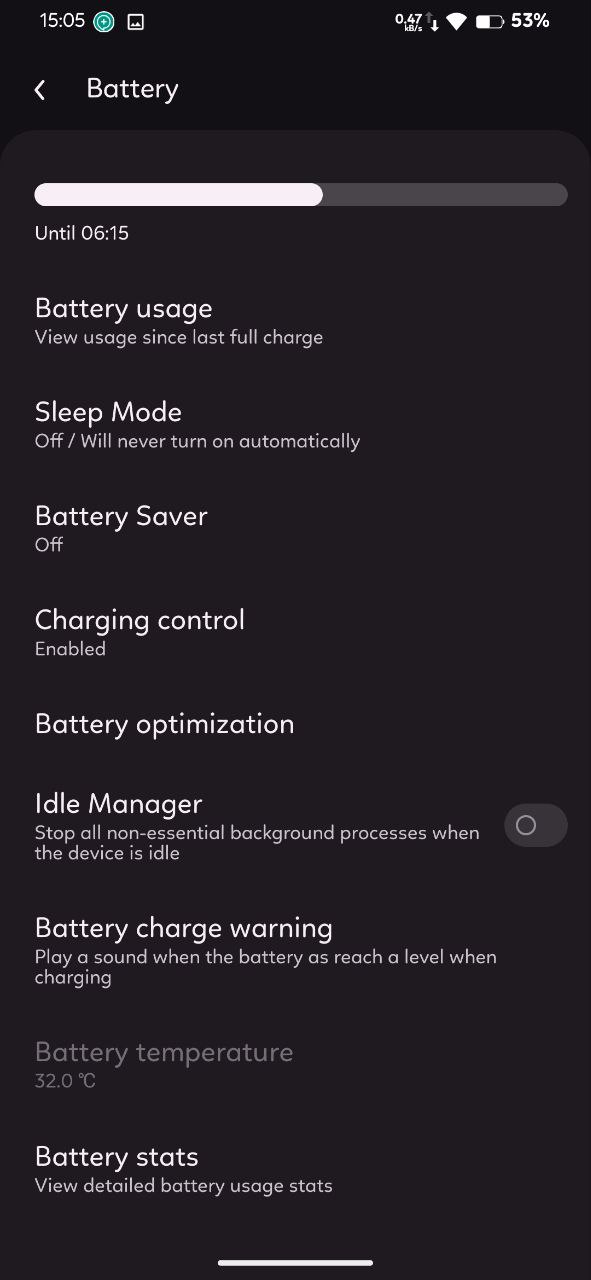 15:05
0.47 kB/s
53%
Battery
Until 06:15
Battery usage
View usage since last full charge
Sleep Mode
Off / Will never turn on automatically
Battery Saver
Off
Charging control
Enabled
Battery optimization
Idle Manager
Stop all non-essential background processes when
the device is idle
Battery charge warning
Play a sound when the battery as reach a level when
charging
Battery temperature
32.0 ℃
Battery stats
View detailed battery usage stats